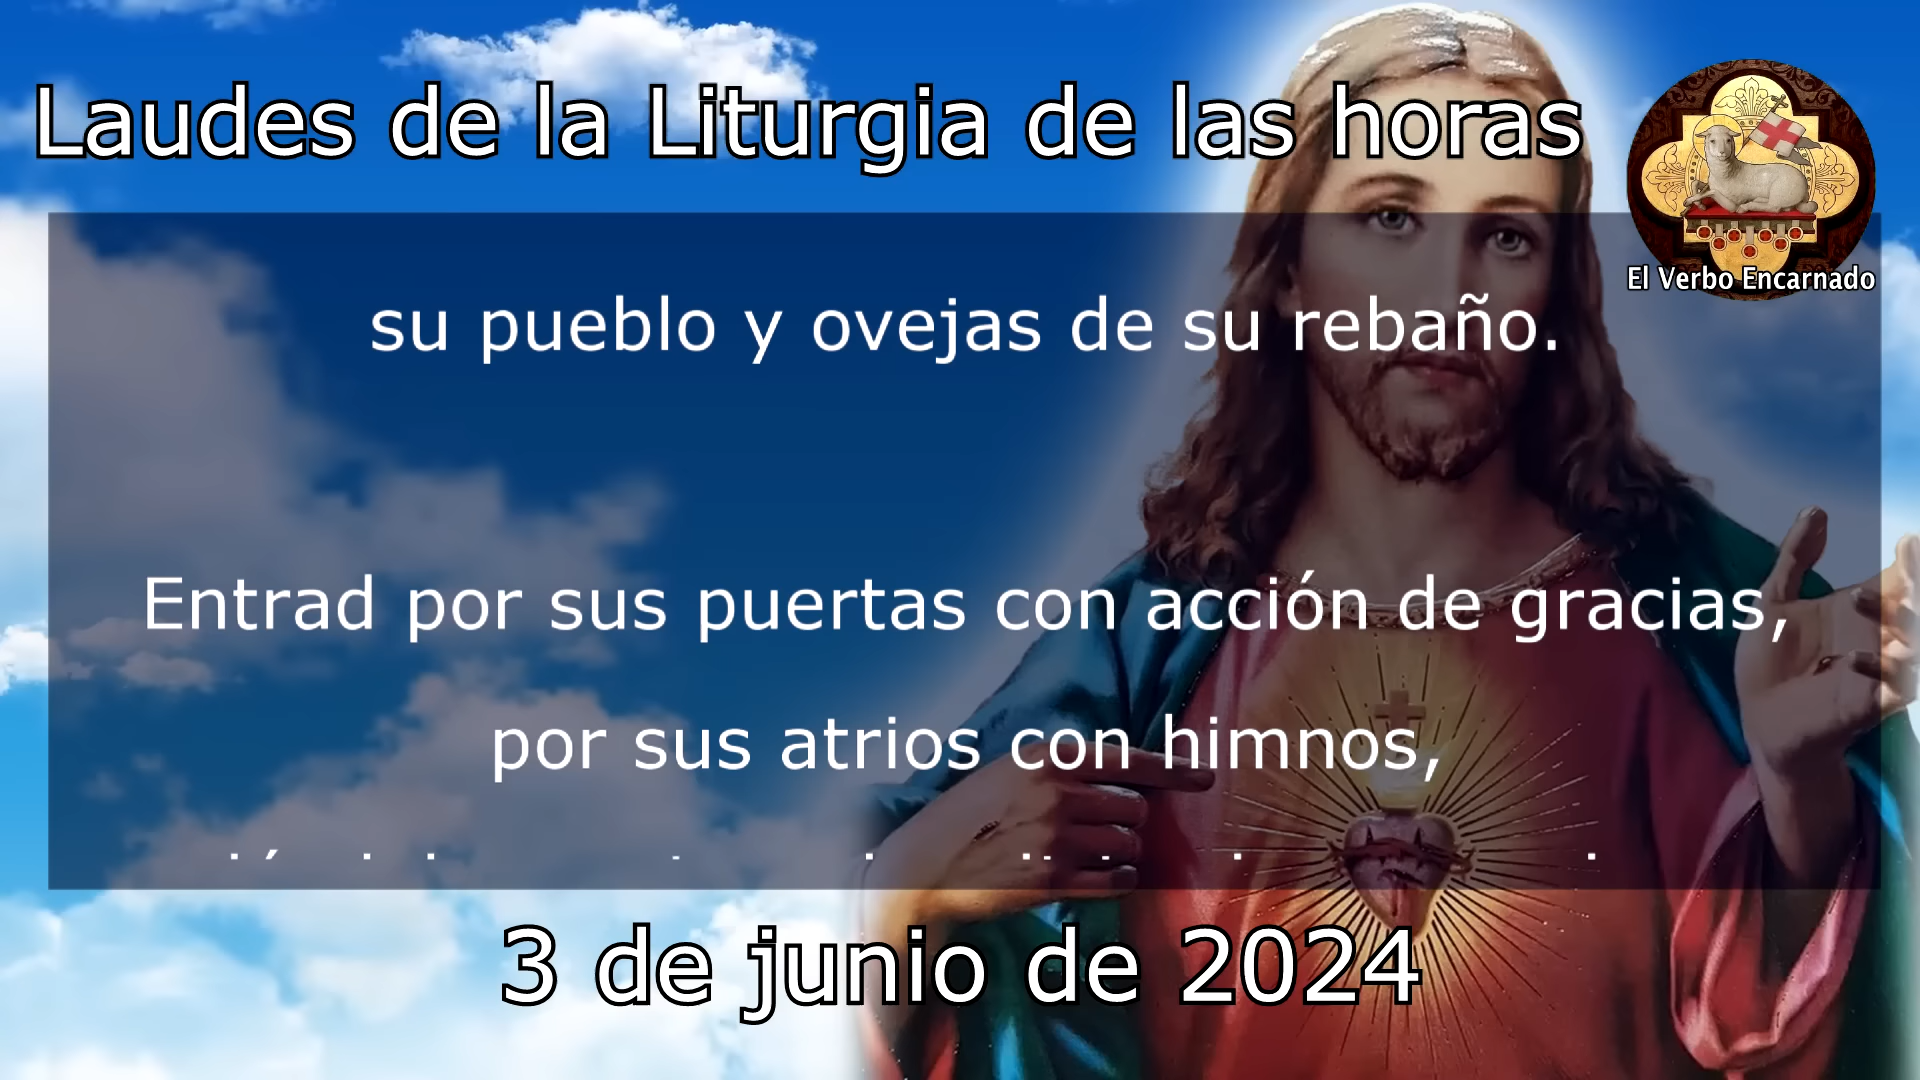 Laudes de la Liturgia de las horas
El Verbo Encarnado
su pueblo y ovejas de su rebaño.
Entrad por sus puertas con acción de gracias,
por sus atrios con himnos,
3 de junio de 2024